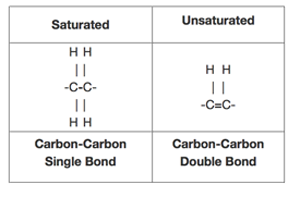 Saturated
H H
| |
-C-C-
| |
H H
Carbon-Carbon
Single Bond
Unsaturated
H H
| |
-C=C-
Carbon-Carbon
Double Bond